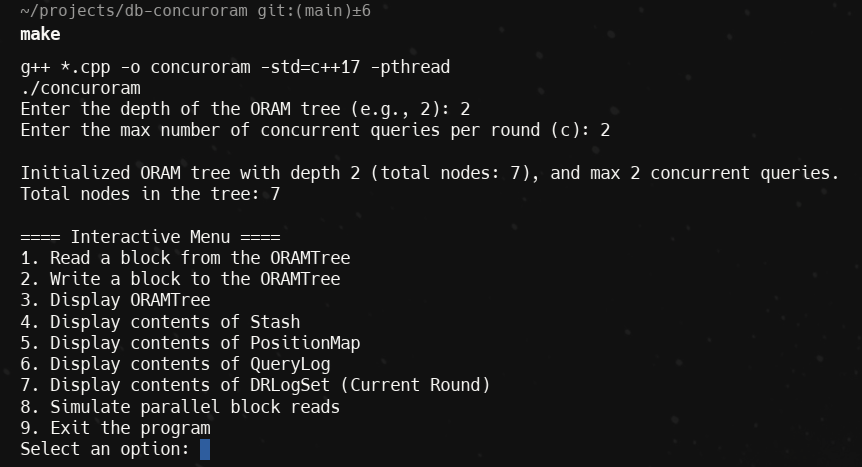 ~/projects/db-concuroram git:(main)±6
make
g++ *.cpp -o concuroram -std=c++17 -pthread
./concuroram
Enter the depth of the ORAM tree (e.g., 2): 2
Enter the max number of concurrent queries per round (c): 2
Initialized ORAM tree with depth 2 (total nodes: 7), and max 2 concurrent queries.
Total nodes in the tree: 7
==== Interactive Menu ====
1. Read a block from the ORAMTree
2. Write a block to the ORAMTree
3. Display ORAMTree
4. Display contents of Stash
5. Display contents of PositionMap
6. Display contents of QueryLog
7. Display contents of DRLogSet (Current Round)
8. Simulate parallel block reads
9. Exit the program
Select an option: